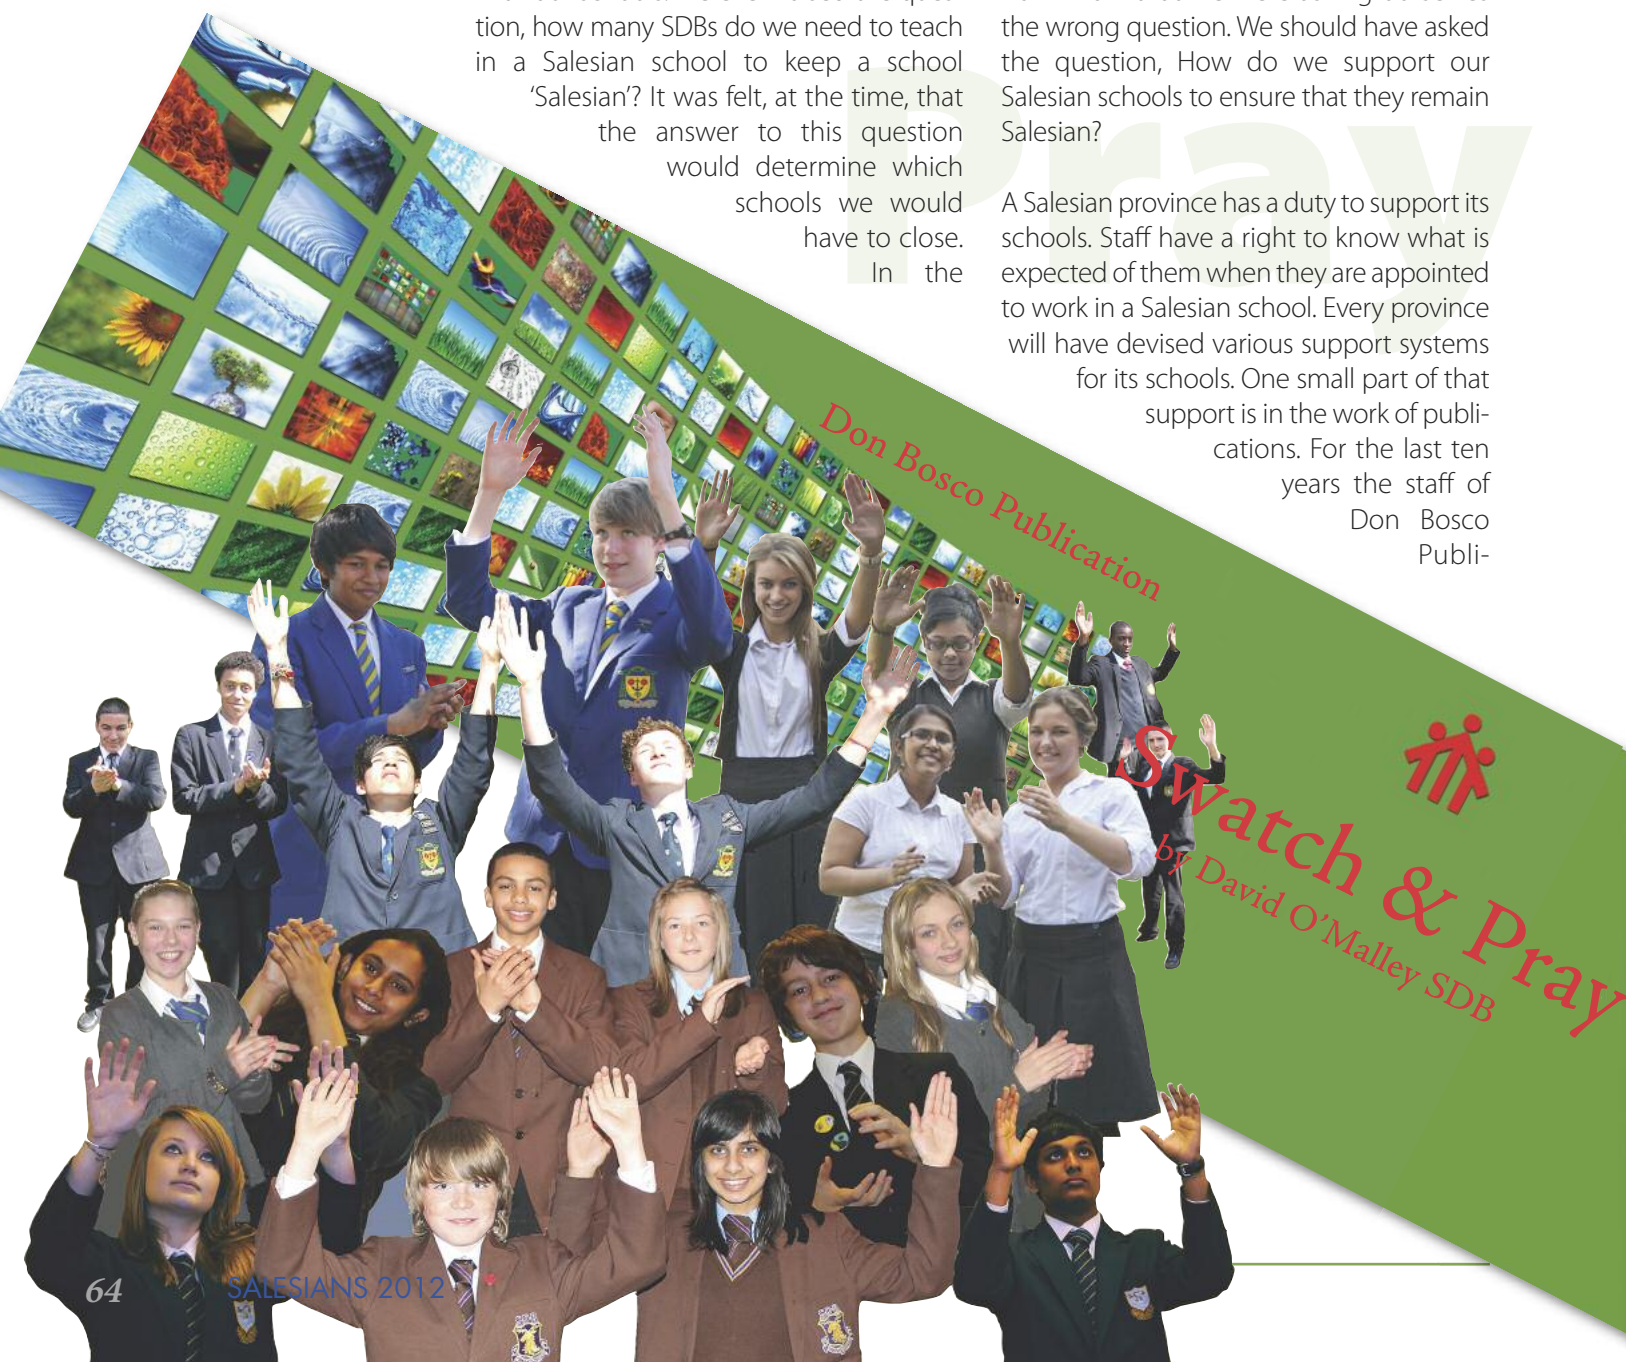 tion, how many SDBs do we need to teach
in a Salesian school to keep a school
‘Salesian’? It was felt, at the time, that
the answer to this question
would determine which
schools we would
have to close.
In the
the wrong question. We should have asked
the question, How do we support our
Salesian schools to ensure that they remain
Salesian?
A Salesian province has a duty to support its
schools. Staff have a right to know what is
expected of them when they are appointed
to work in a Salesian school. Every province
will have devised various support systems
for its schools. One small part of that
support is in the work of publi-
cations. For the last ten
years the staff of
Don Bosco
Publi-
Pray
Don Bosco Publication
Swatch & Pray
by David O’Malley SDB
64
SALESIANS 2012